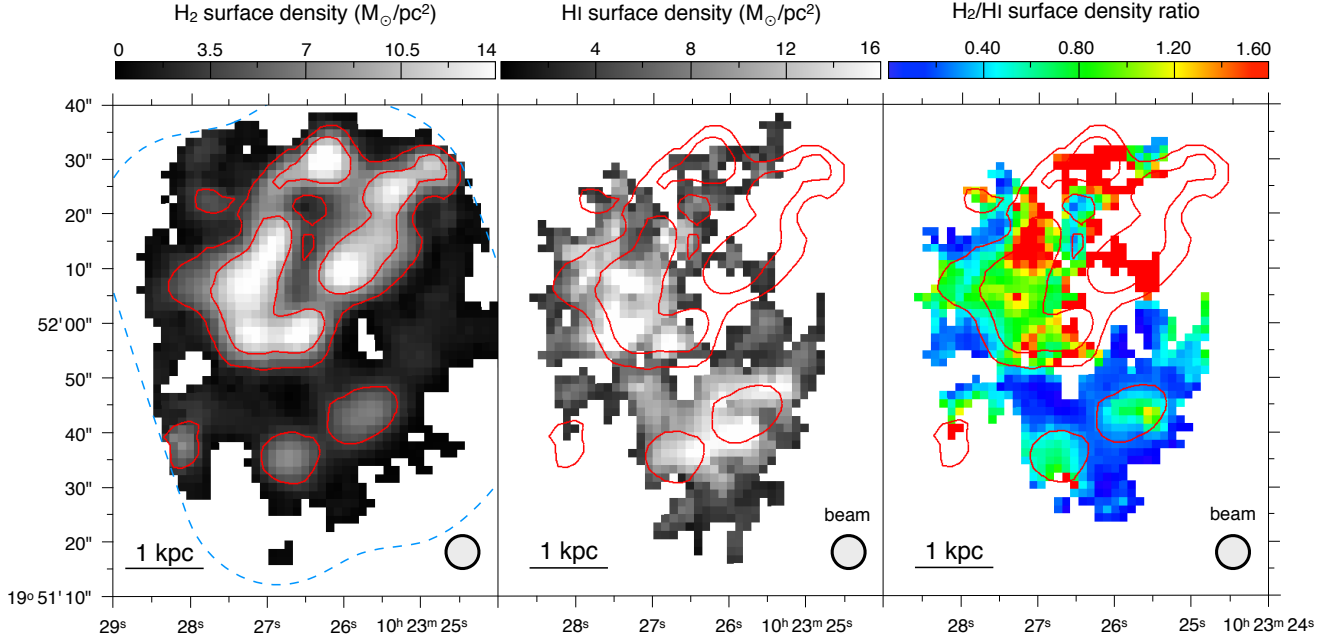 H₂ surface density (M☉/pc²)
HI surface density (M☉/pc²)
H₂/HI surface density ratio
0 3.5 7 10.5 14
4 8 12 16
0.40 0.80 1.20 1.60
40"
30"
20"
10"
52' 00"
50"
40"
30"
20"
19° 51' 10"
1 kpc
beam
1 kpc
beam
1 kpc
29ˢ 28ˢ 27ˢ 26ˢ 10ʰ 23ᵐ 25ˢ
28ˢ 27ˢ 26ˢ 10ʰ 23ᵐ 25ˢ
28ˢ 27ˢ 26ˢ 25ˢ 10ʰ 23ᵐ 24ˢ